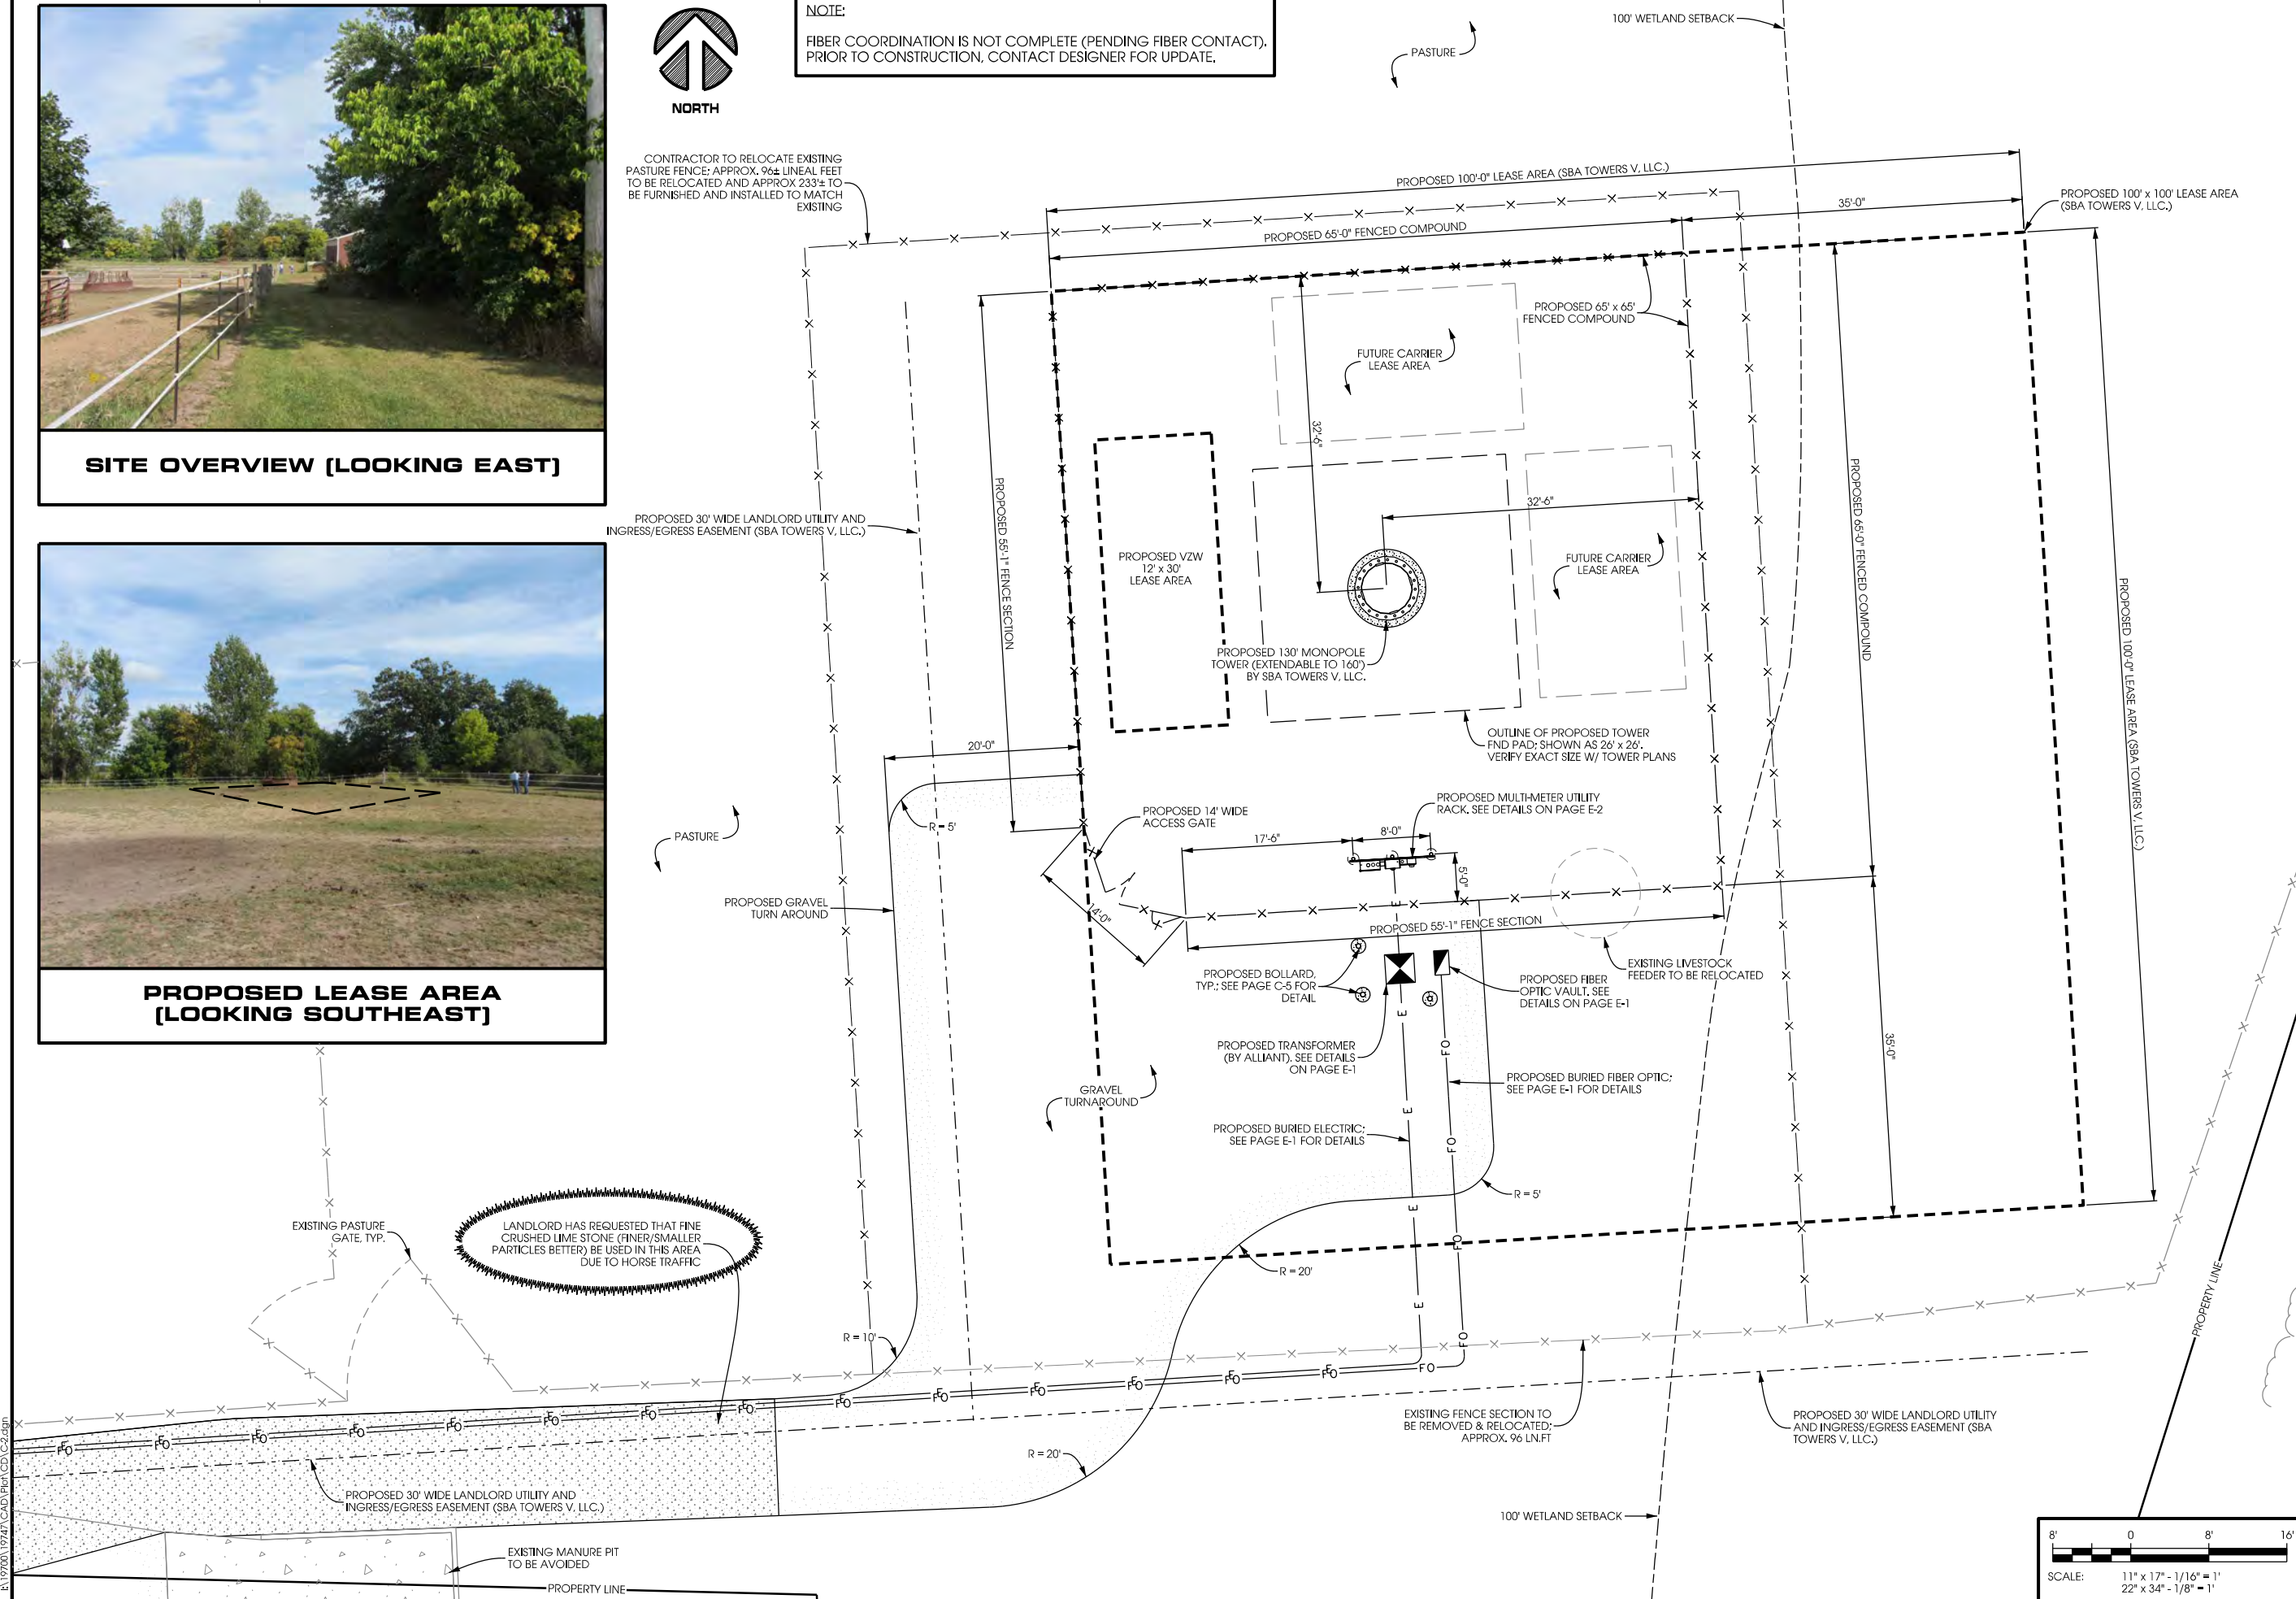 NOTE:
FIBER COORDINATION IS NOT COMPLETE (PENDING FIBER CONTACT).
PRIOR TO CONSTRUCTION, CONTACT DESIGNER FOR UPDATE.
NORTH
100' WETLAND SETBACK
PASTURE
CONTRACTOR TO RELOCATE EXISTING
PASTURE FENCE; APPROX. 96± LINEAL FEET
TO BE RELOCATED AND APPROX 233'± TO
BE FURNISHED AND INSTALLED TO MATCH
EXISTING
PROPOSED 100'-0" LEASE AREA (SBA TOWERS V, LLC.)
PROPOSED 65'-0" FENCED COMPOUND
35'-0"
PROPOSED 100' x 100' LEASE AREA
(SBA TOWERS V, LLC.)
PROPOSED 65' x 65'
FENCED COMPOUND
FUTURE CARRIER
LEASE AREA
32'-6"
SITE OVERVIEW (LOOKING EAST)
PROPOSED 30' WIDE LANDLORD UTILITY AND
INGRESS/EGRESS EASEMENT (SBA TOWERS V, LLC.)
PROPOSED 55'-1" FENCE SECTION
PROPOSED VZW
12' x 30'
LEASE AREA
32'-6"
FUTURE CARRIER
LEASE AREA
PROPOSED 65'-0" FENCED COMPOUND
PROPOSED 100'-0" LEASE AREA (SBA TOWERS V, LLC.)
PROPOSED 130' MONOPOLE
TOWER (EXTENDABLE TO 160')
BY SBA TOWERS V, LLC.
OUTLINE OF PROPOSED TOWER
FND PAD; SHOWN AS 26' x 26'.
VERIFY EXACT SIZE W/ TOWER PLANS
20'-0"
PROPOSED 14' WIDE
ACCESS GATE
PROPOSED MULTI-METER UTILITY
RACK. SEE DETAILS ON PAGE E-2
R = 5'
PASTURE
17'-6"
8'-0"
5'-0"
PROPOSED GRAVEL
TURN AROUND
14'-0"
PROPOSED 55'-1" FENCE SECTION
PROPOSED LEASE AREA
(LOOKING SOUTHEAST)
PROPOSED BOLLARD,
TYP.; SEE PAGE C-5 FOR
DETAIL
PROPOSED FIBER
OPTIC VAULT. SEE
DETAILS ON PAGE E-1
EXISTING LIVESTOCK
FEEDER TO BE RELOCATED
PROPOSED TRANSFORMER
(BY ALLIANT). SEE DETAILS
ON PAGE E-1
35'-0"
GRAVEL
TURNAROUND
PROPOSED BURIED FIBER OPTIC;
SEE PAGE E-1 FOR DETAILS
PROPOSED BURIED ELECTRIC;
SEE PAGE E-1 FOR DETAILS
E
E
E
E
E
FO
FO
FO
FO
R = 5'
EXISTING PASTURE
GATE, TYP.
LANDLORD HAS REQUESTED THAT FINE
CRUSHED LIME STONE (FINER/SMALLER
PARTICLES BETTER) BE USED IN THIS AREA
DUE TO HORSE TRAFFIC
R = 20'
R = 10'
PROPERTY LINE
FO
EXISTING FENCE SECTION TO
BE REMOVED & RELOCATED;
APPROX. 96 LN.FT
PROPOSED 30' WIDE LANDLORD UTILITY
AND INGRESS/EGRESS EASEMENT (SBA
TOWERS V, LLC.)
R = 20'
PROPOSED 30' WIDE LANDLORD UTILITY AND
INGRESS/EGRESS EASEMENT (SBA TOWERS V, LLC.)
100' WETLAND SETBACK
EXISTING MANURE PIT
TO BE AVOIDED
PROPERTY LINE
8' 0 8' 16'
SCALE: 11" x 17" - 1/16" = 1'
22" x 34" - 1/8" = 1'